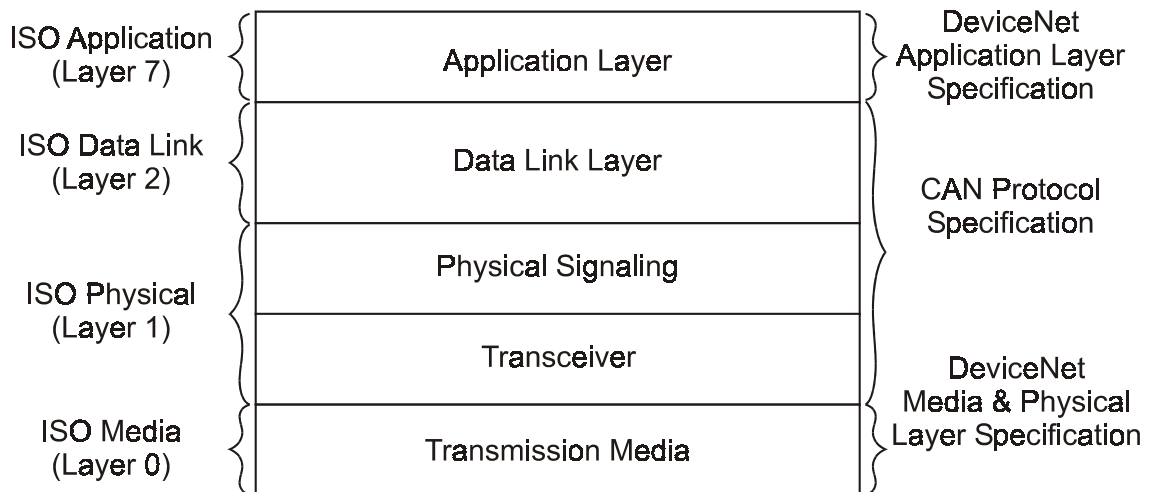 ISO Application
(Layer 7)
Application Layer
DeviceNet
Application Layer
Specification
ISO Data Link
(Layer 2)
Data Link Layer
CAN Protocol
Specification
ISO Physical
(Layer 1)
Physical Signaling
Transceiver
DeviceNet
Media & Physical
Layer Specification
ISO Media
(Layer 0)
Transmission Media